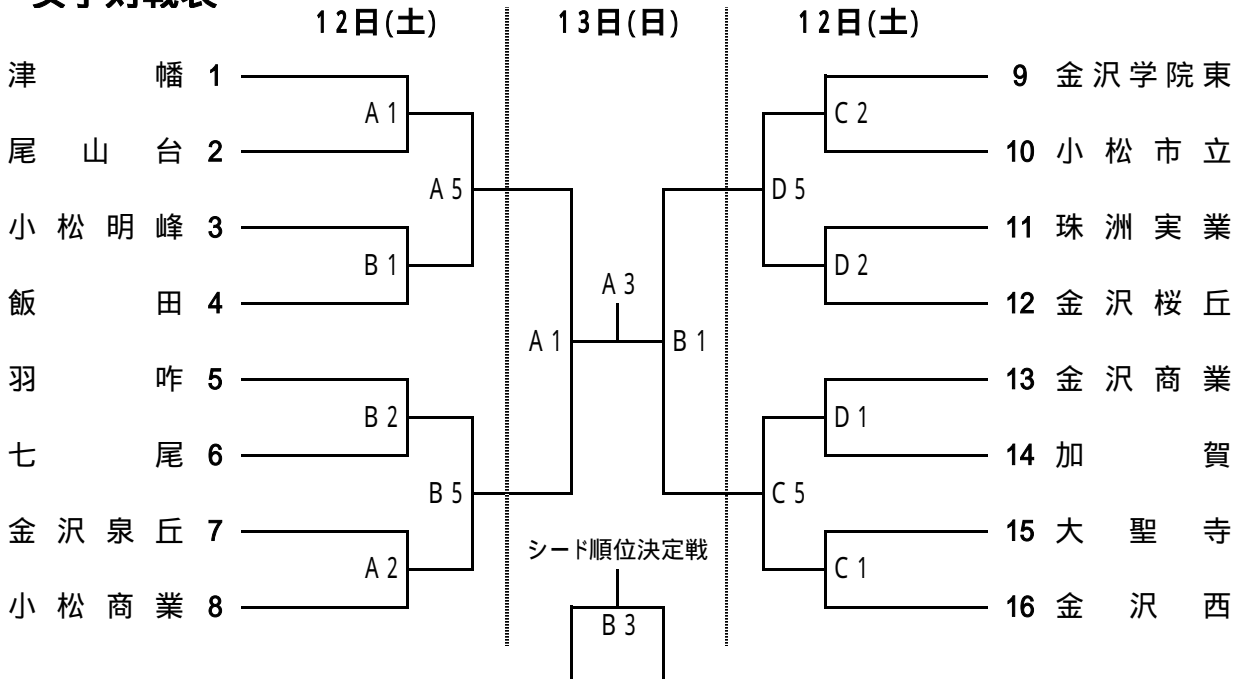 女子対戦表
12日(土) 13日(日) 12日(土)
津幡 1
A1
尾山台 2
A5
小松明峰 3
B1
飯田 4
羽咋 5
B2
七尾 6
B5
金沢泉丘 7
A2
小松商業 8
A1
A3
B1
シード順位決定戦
B3
9 金沢学院東
C2
10 小松市立
D5
11 珠洲実業
D2
12 金沢桜丘
13 金沢商業
D1
14 加賀
C5
15 大聖寺
C1
16 金沢西